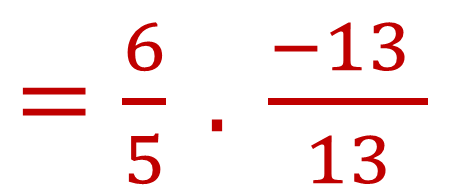 = 6/5 . −13/13